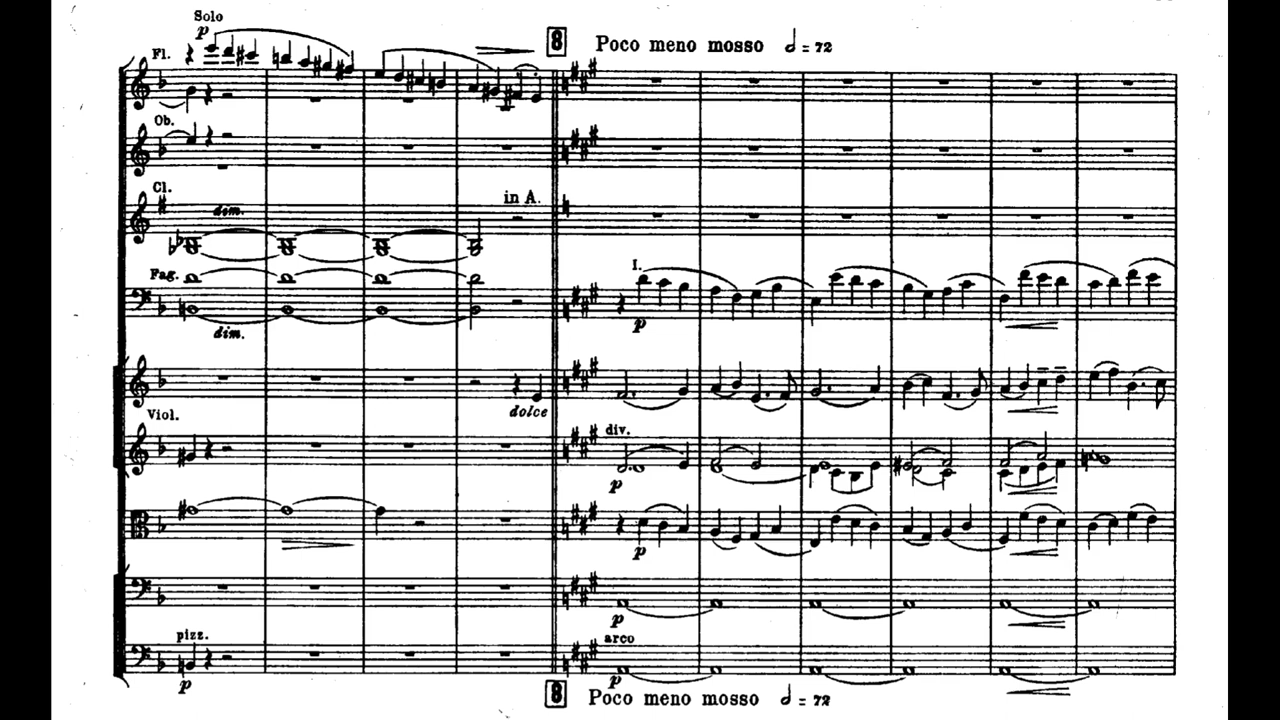 Solo
p
8 Poco meno mosso 𝅗𝅥 = 72
Fl.
Ob.
Cl.
dim.
in A.
Fag.
I.
p
dim.
dolce
Viol.
div.
p
p
p
pizz.
arco
p
p
8 Poco meno mosso 𝅗𝅥 = 72